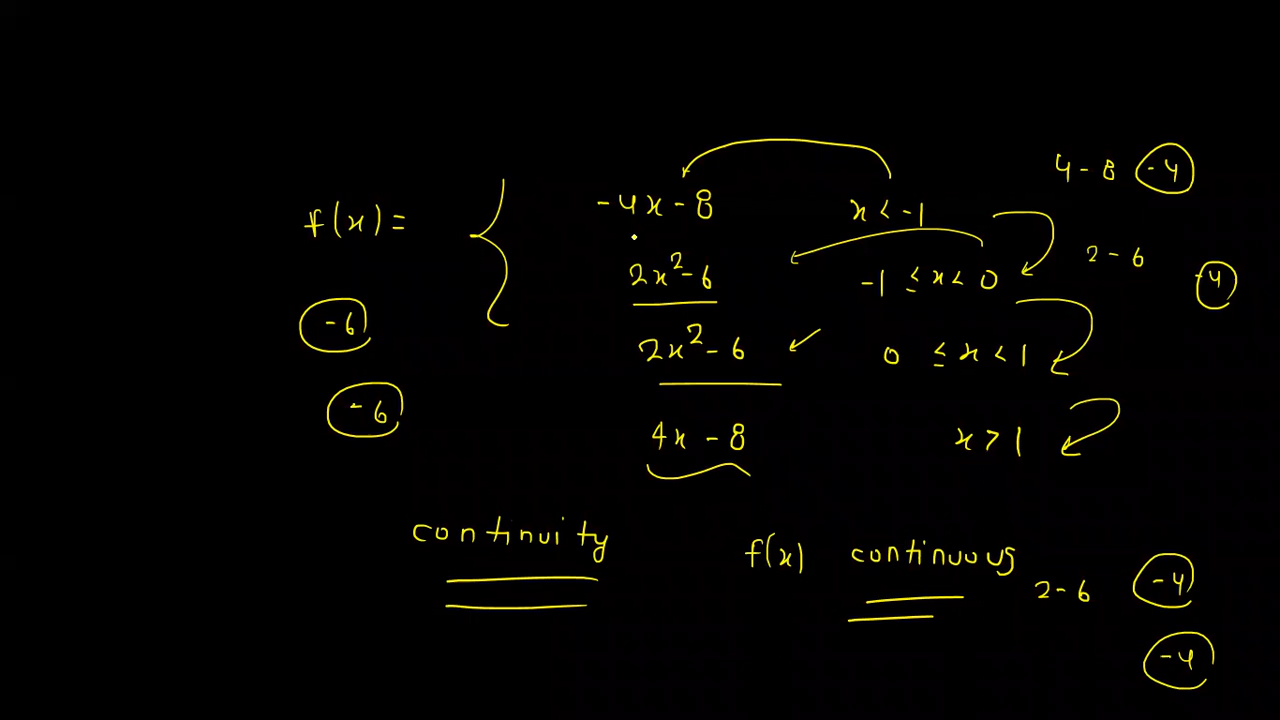 4 - 8 -4
f(x) = { -4x - 8 x < -1
2x² - 6 -1 ≤ x < 0 2 - 6 -4
-6 2x² - 6 0 ≤ x < 1
-6 4x - 8 x > 1
continuity f(x) continuous
2 - 6 -4
-4